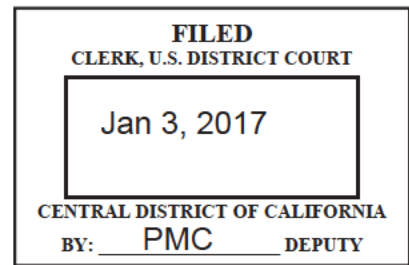 FILED
CLERK, U.S. DISTRICT COURT
Jan 3, 2017
CENTRAL DISTRICT OF CALIFORNIA
BY: PMC DEPUTY